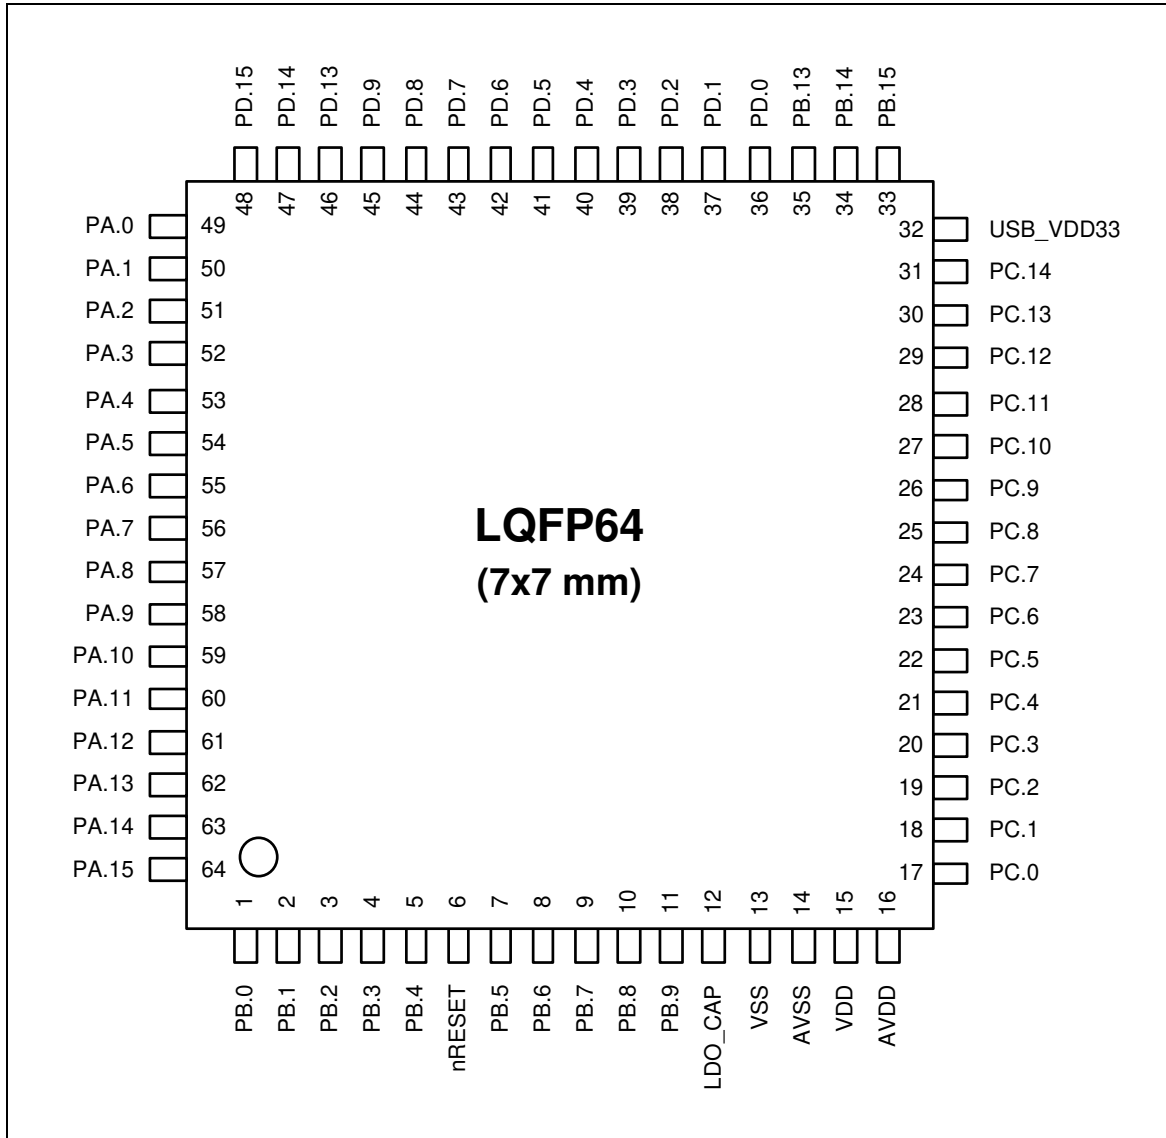 PD.15 PD.14 PD.13 PD.9 PD.8 PD.7 PD.6 PD.5 PD.4 PD.3 PD.2 PD.1 PD.0 PB.13 PB.14 PB.15
48 47 46 45 44 43 42 41 40 39 38 37 36 35 34 33
PA.0 49 32 USB_VDD33
PA.1 50 31 PC.14
PA.2 51 30 PC.13
PA.3 52 29 PC.12
PA.4 53 28 PC.11
PA.5 54 27 PC.10
PA.6 55 26 PC.9
PA.7 56 25 PC.8
LQFP64
PA.8 57 24 PC.7
(7x7 mm)
PA.9 58 23 PC.6
PA.10 59 22 PC.5
PA.11 60 21 PC.4
PA.12 61 20 PC.3
PA.13 62 19 PC.2
PA.14 63 18 PC.1
PA.15 64 17 PC.0
1 2 3 4 5 6 7 8 9 10 11 12 13 14 15 16
PB.0 PB.1 PB.2 PB.3 PB.4 nRESET PB.5 PB.6 PB.7 PB.8 PB.9 LDO_CAP VSS AVSS VDD AVDD